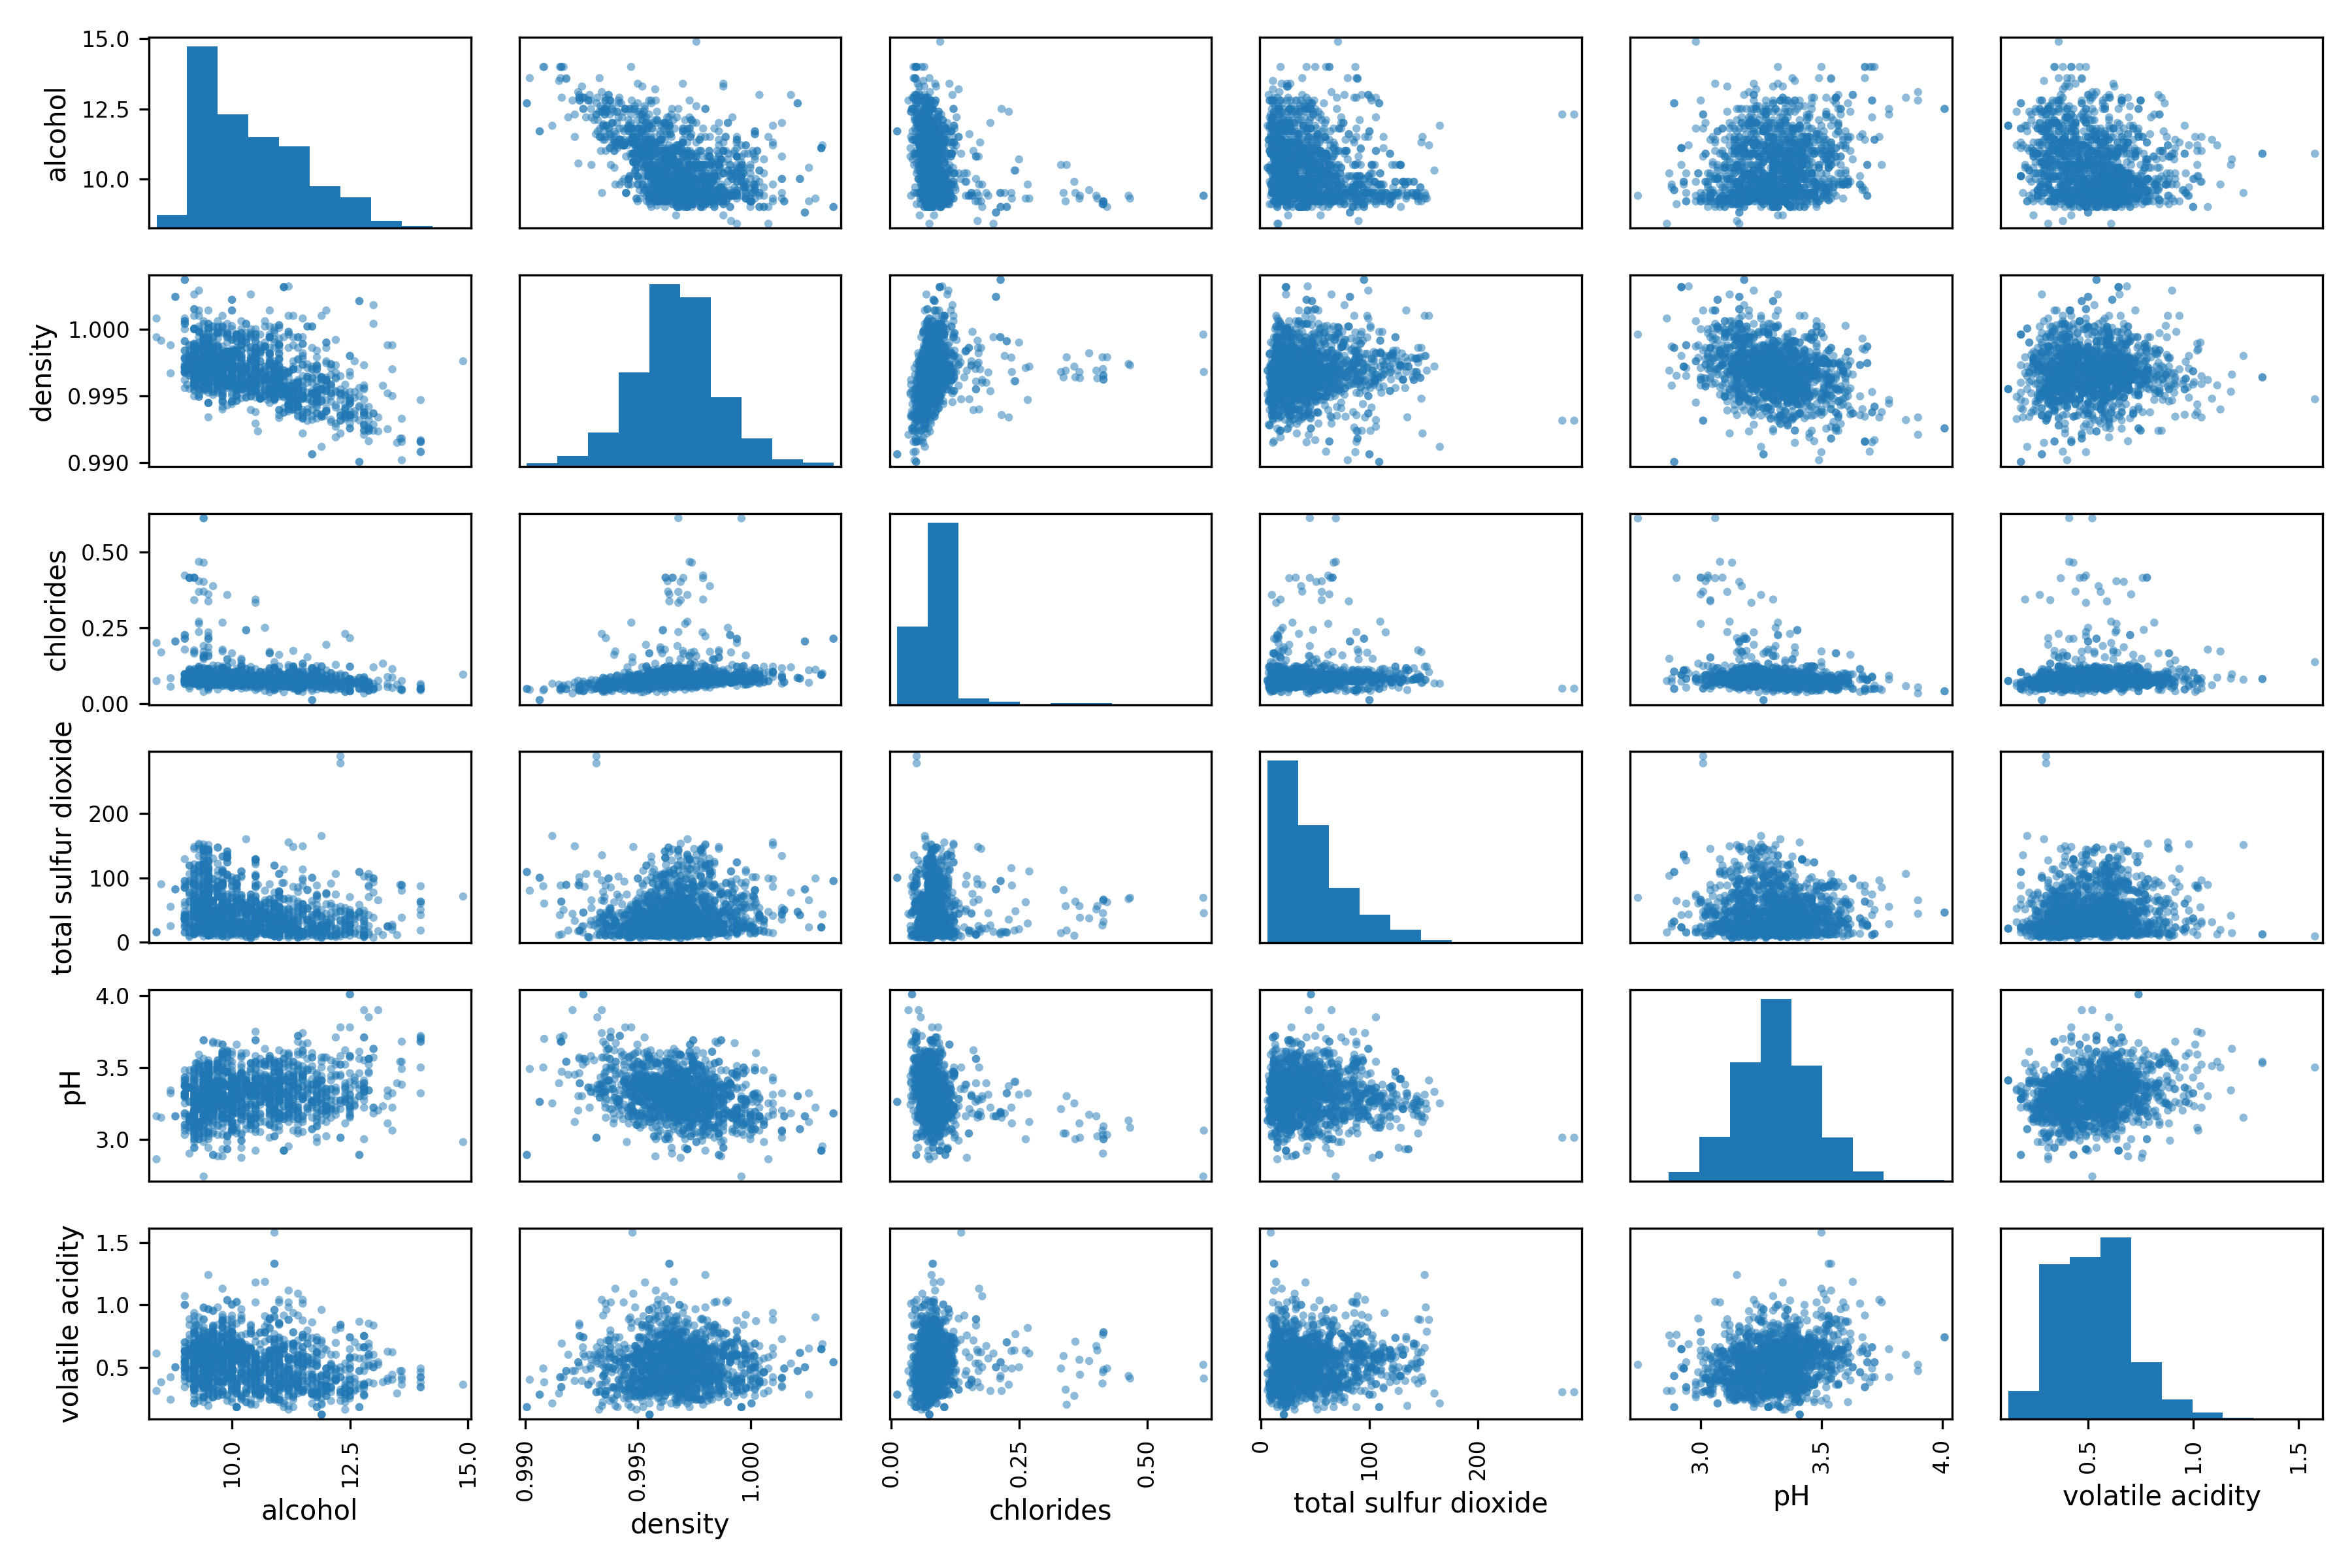 alcohol
15.0
12.5
10.0
density
1.000
0.995
0.990
chlorides
0.50
0.25
0.00
total sulfur dioxide
200
100
0
pH
4.0
3.5
3.0
volatile acidity
1.5
1.0
0.5
10.0 12.5 15.0 0.990 0.995 1.000 0.00 0.25 0.50 0 100 200 3.0 3.5 4.0 0.5 1.0 1.5
alcohol density chlorides total sulfur dioxide pH volatile acidity